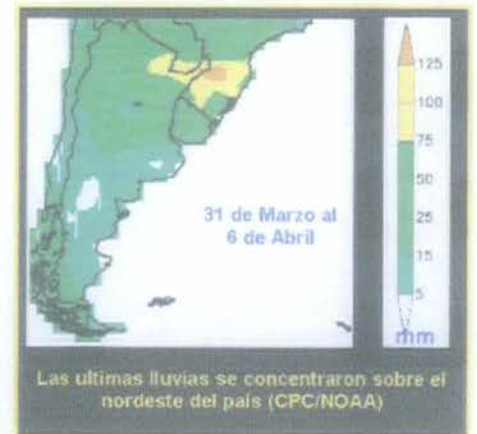 31 de Marzo al
6 de Abril
125
100
75
50
25
15
5
mm
Las ultimas lluvias se concentraron sobre el
nordeste del pais (CPC/NOAA)